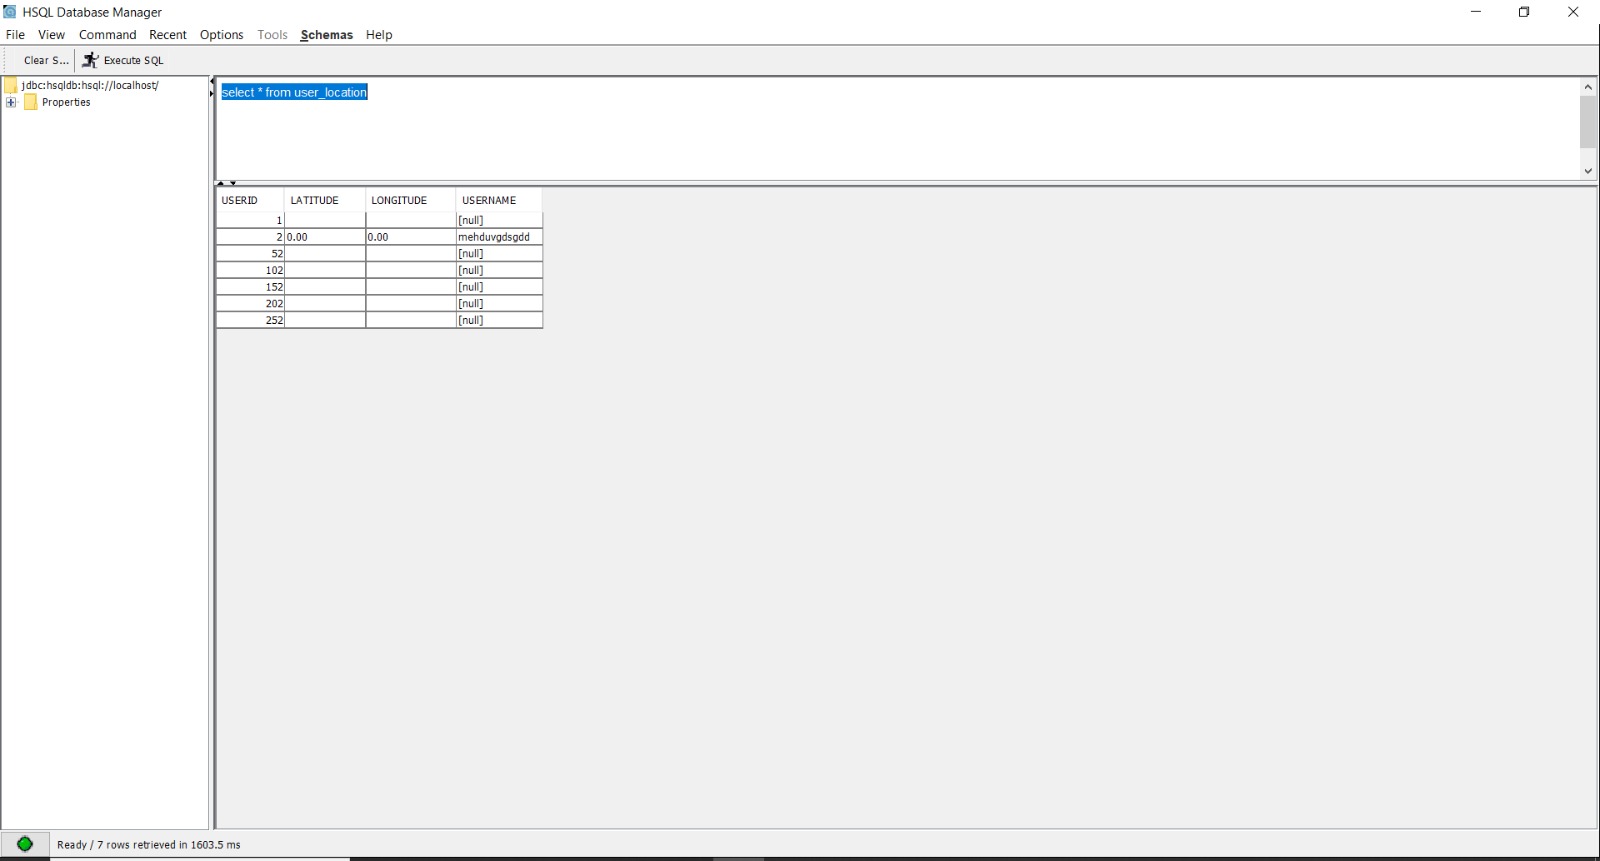 HSQL Database Manager
File View Command Recent Options Tools Schemas Help
Clear S... Execute SQL
jdbc:hsqldb:hsql://localhost/
Properties
select * from user_location
USERID LATITUDE LONGITUDE USERNAME
1 [null]
2 0.00 0.00 mehduvgdsgdd
52 [null]
102 [null]
152 [null]
202 [null]
252 [null]
Ready / 7 rows retrieved in 1603.5 ms